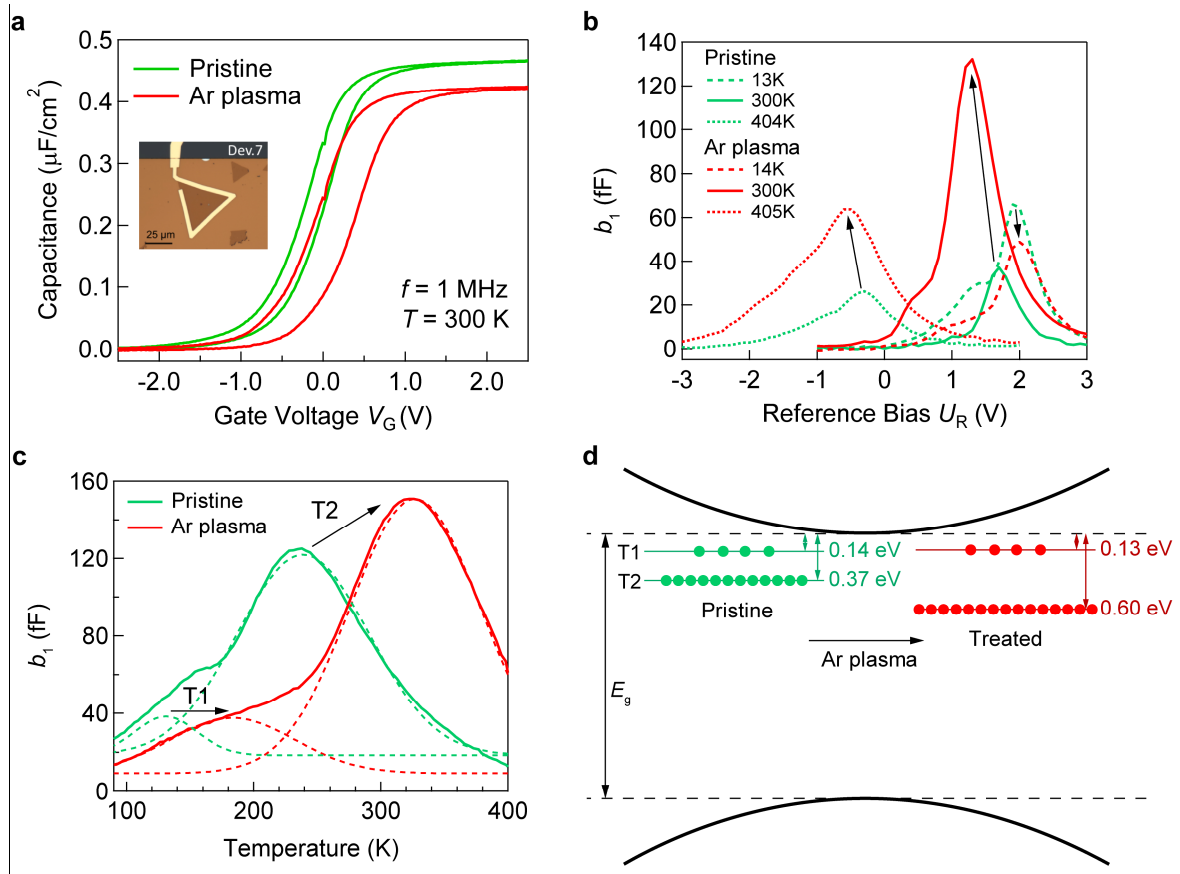 a
0.5
0.4
0.3
0.2
0.1
0.0
Capacitance (μF/cm²)
Pristine
Ar plasma
Dev.7
25 μm
f = 1 MHz
T = 300 K
-2.0
-1.0
0.0
1.0
2.0
Gate Voltage V_G (V)
b
140
120
100
80
60
40
20
0
b₁ (fF)
Pristine
13K
300K
404K
Ar plasma
14K
300K
405K
-3
-2
-1
0
1
2
3
Reference Bias U_R (V)
c
160
120
80
40
0
b₁ (fF)
Pristine
Ar plasma
T2
T1
100
200
300
400
Temperature (K)
d
T1
0.14 eV
0.13 eV
T2
0.37 eV
Pristine
0.60 eV
Treated
Ar plasma
E_g